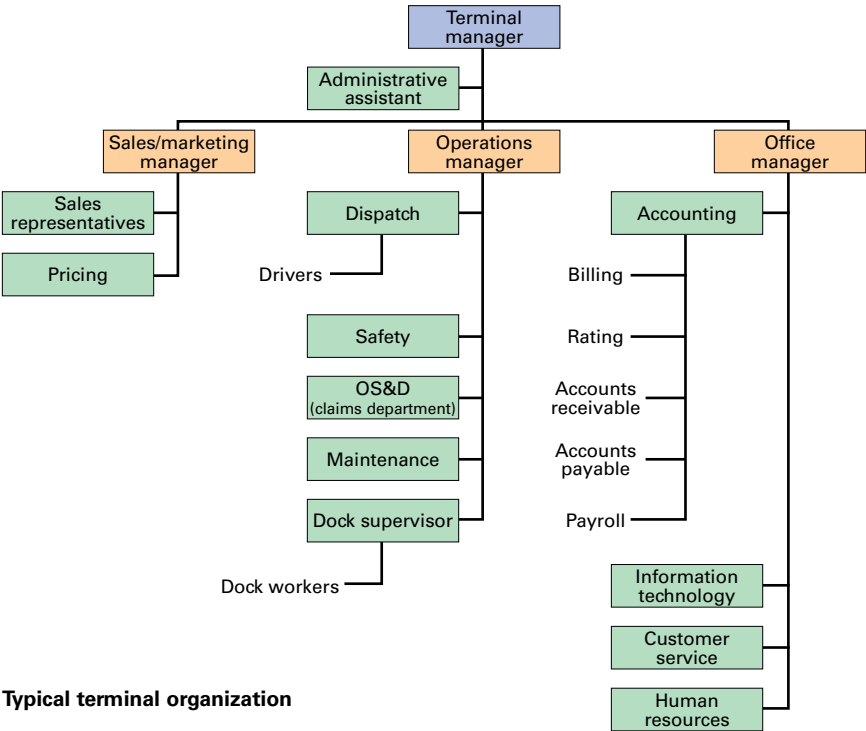 Terminal
manager
Administrative
assistant
Sales/marketing
manager
Operations
manager
Office
manager
Sales
representatives
Pricing
Dispatch
Drivers
Safety
OS&D
(claims department)
Maintenance
Dock supervisor
Dock workers
Accounting
Billing
Rating
Accounts
receivable
Accounts
payable
Payroll
Information
technology
Customer
service
Human
resources
Typical terminal organization